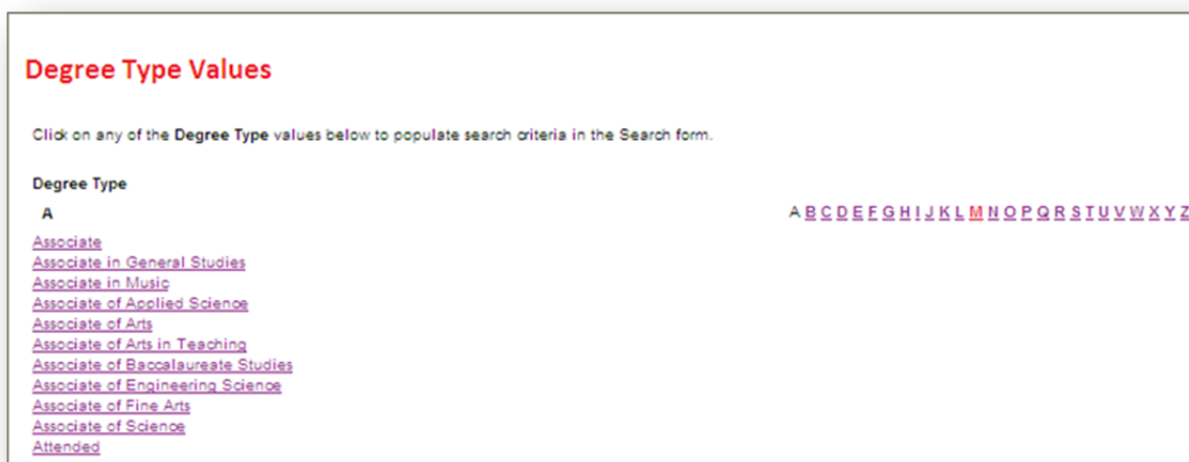 Degree Type Values
Click on any of the Degree Type values below to populate search criteria in the Search form.
Degree Type
A
A B C D E F G H I J K L M N O P Q R S T U V W X Y Z
Associate
Associate in General Studies
Associate in Music
Associate of Applied Science
Associate of Arts
Associate of Arts in Teaching
Associate of Baccalaureate Studies
Associate of Engineering Science
Associate of Fine Arts
Associate of Science
Attended